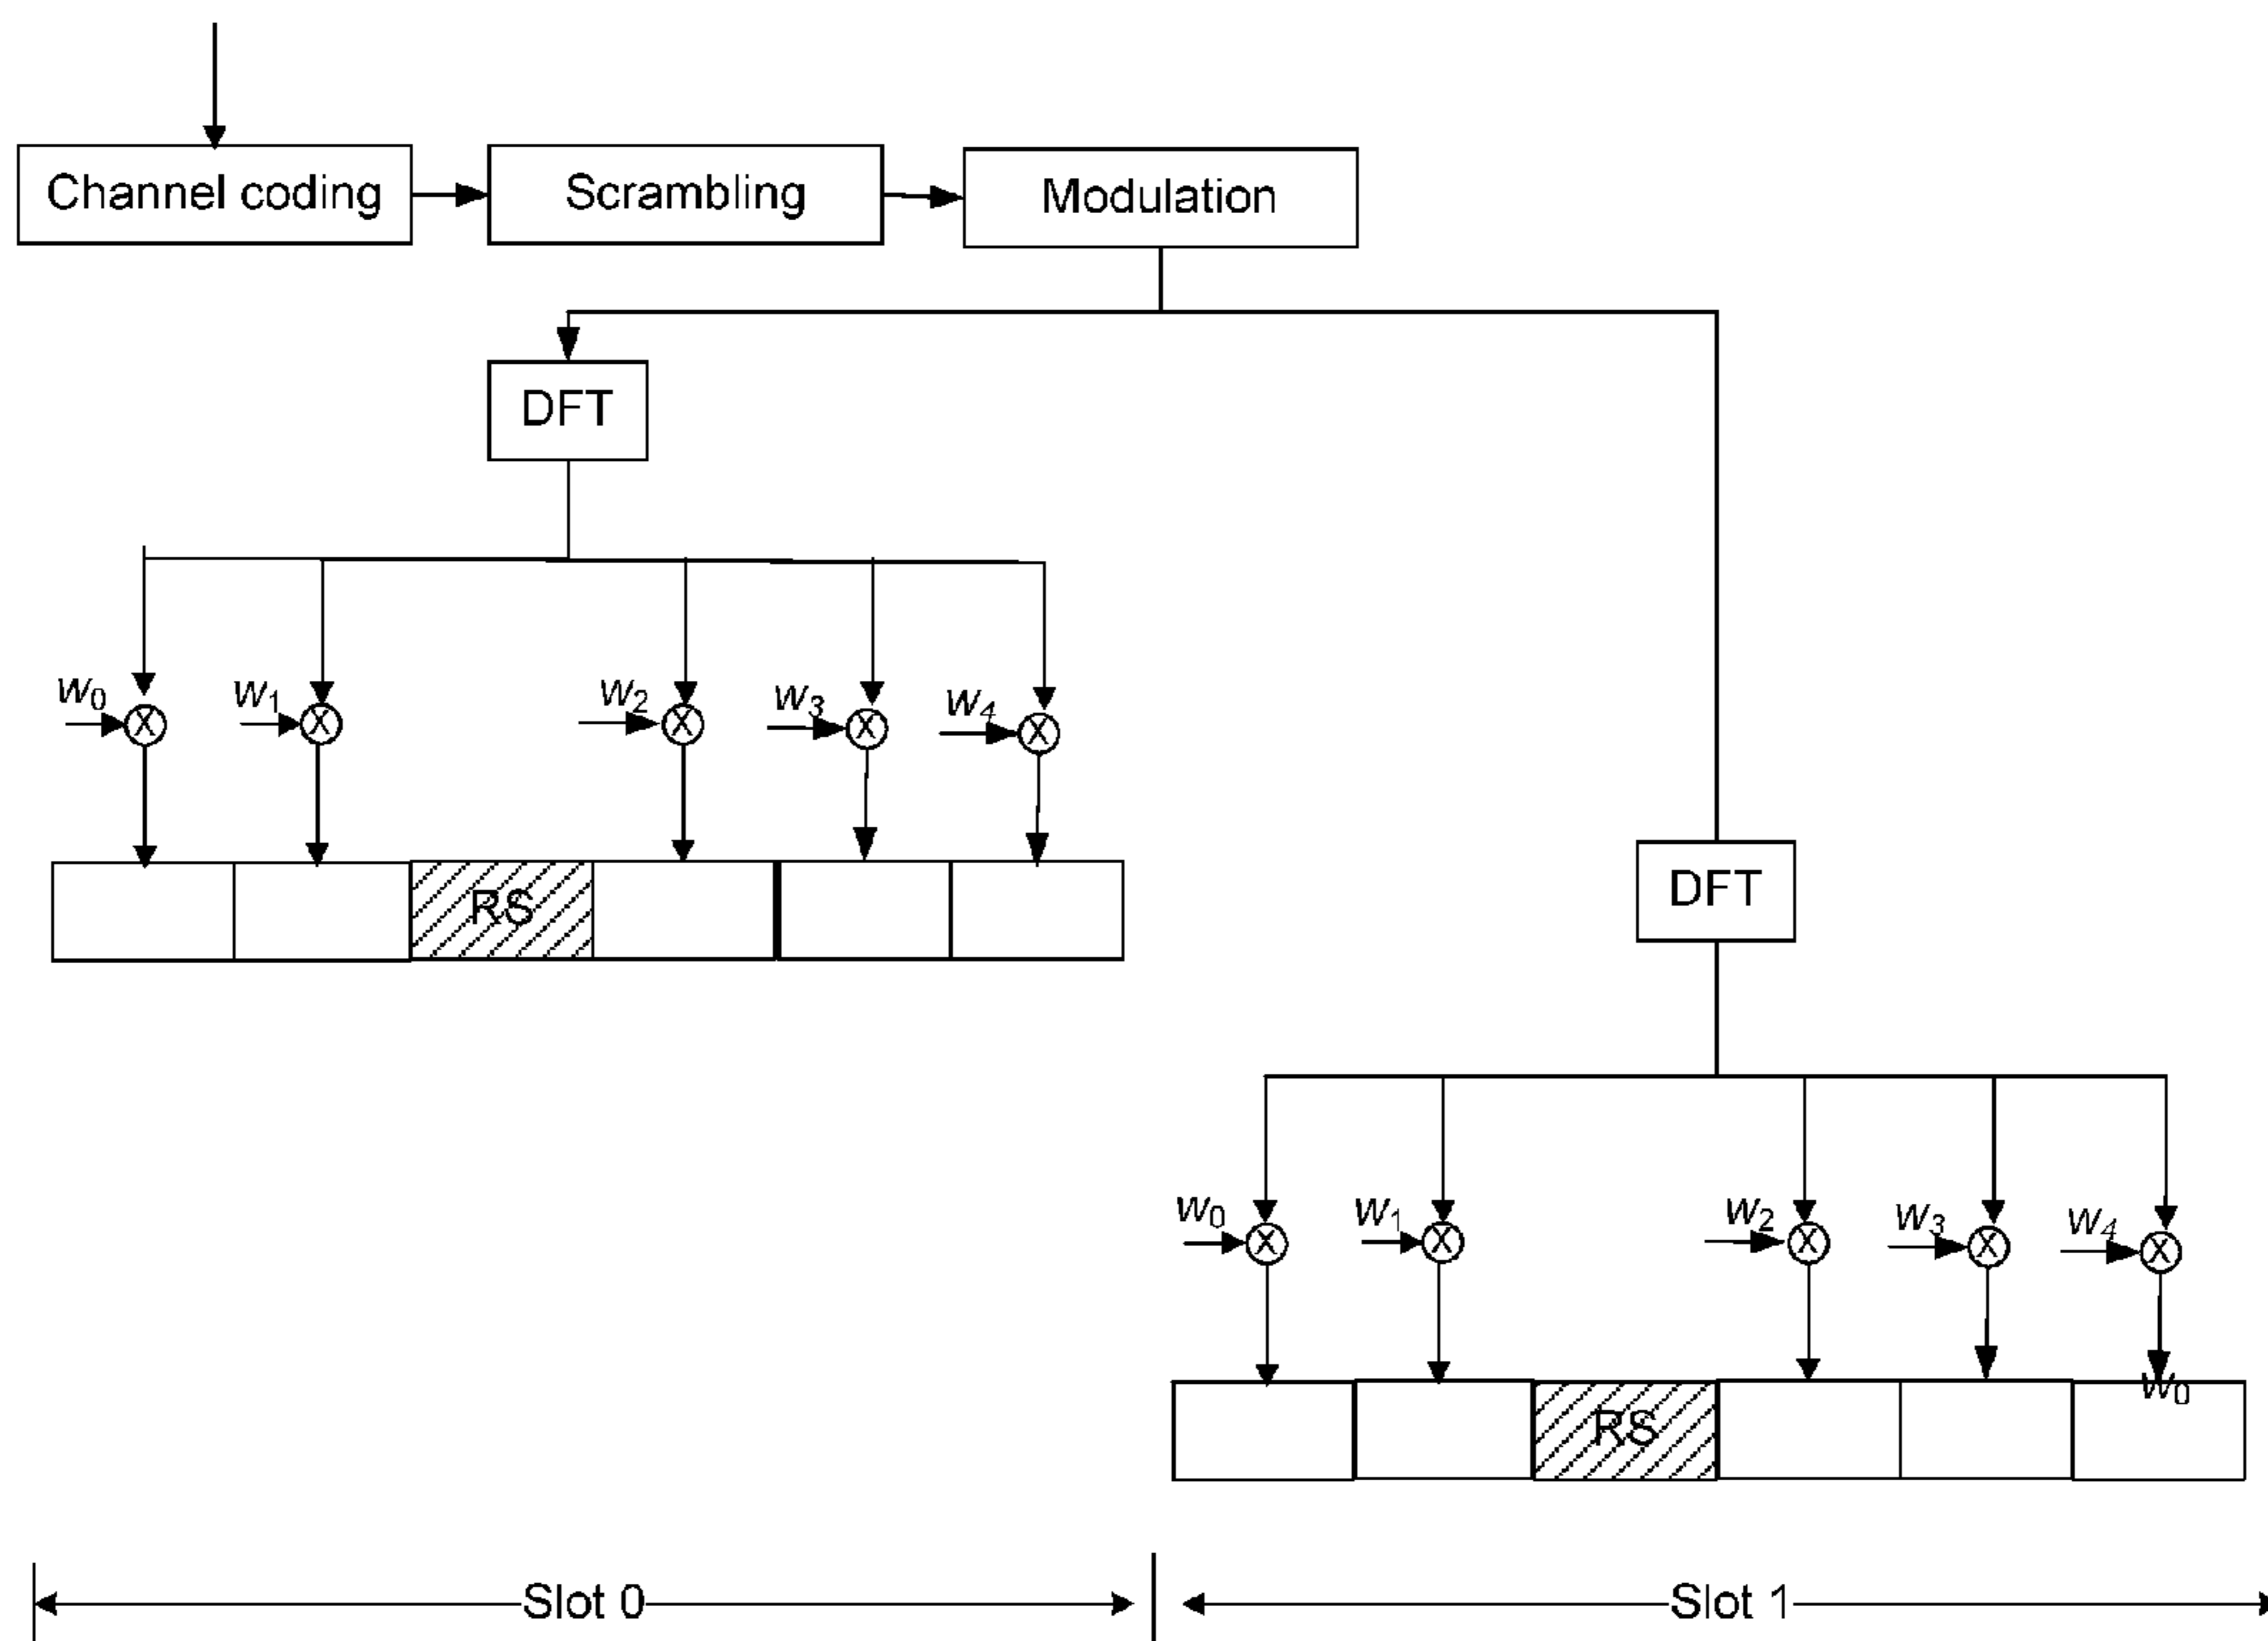 Channel coding
Scrambling
Modulation
DFT
w0
w1
w2
w3
w4
RS
DFT
w0
w1
w2
w3
w4
w0
RS
Slot 0
Slot 1